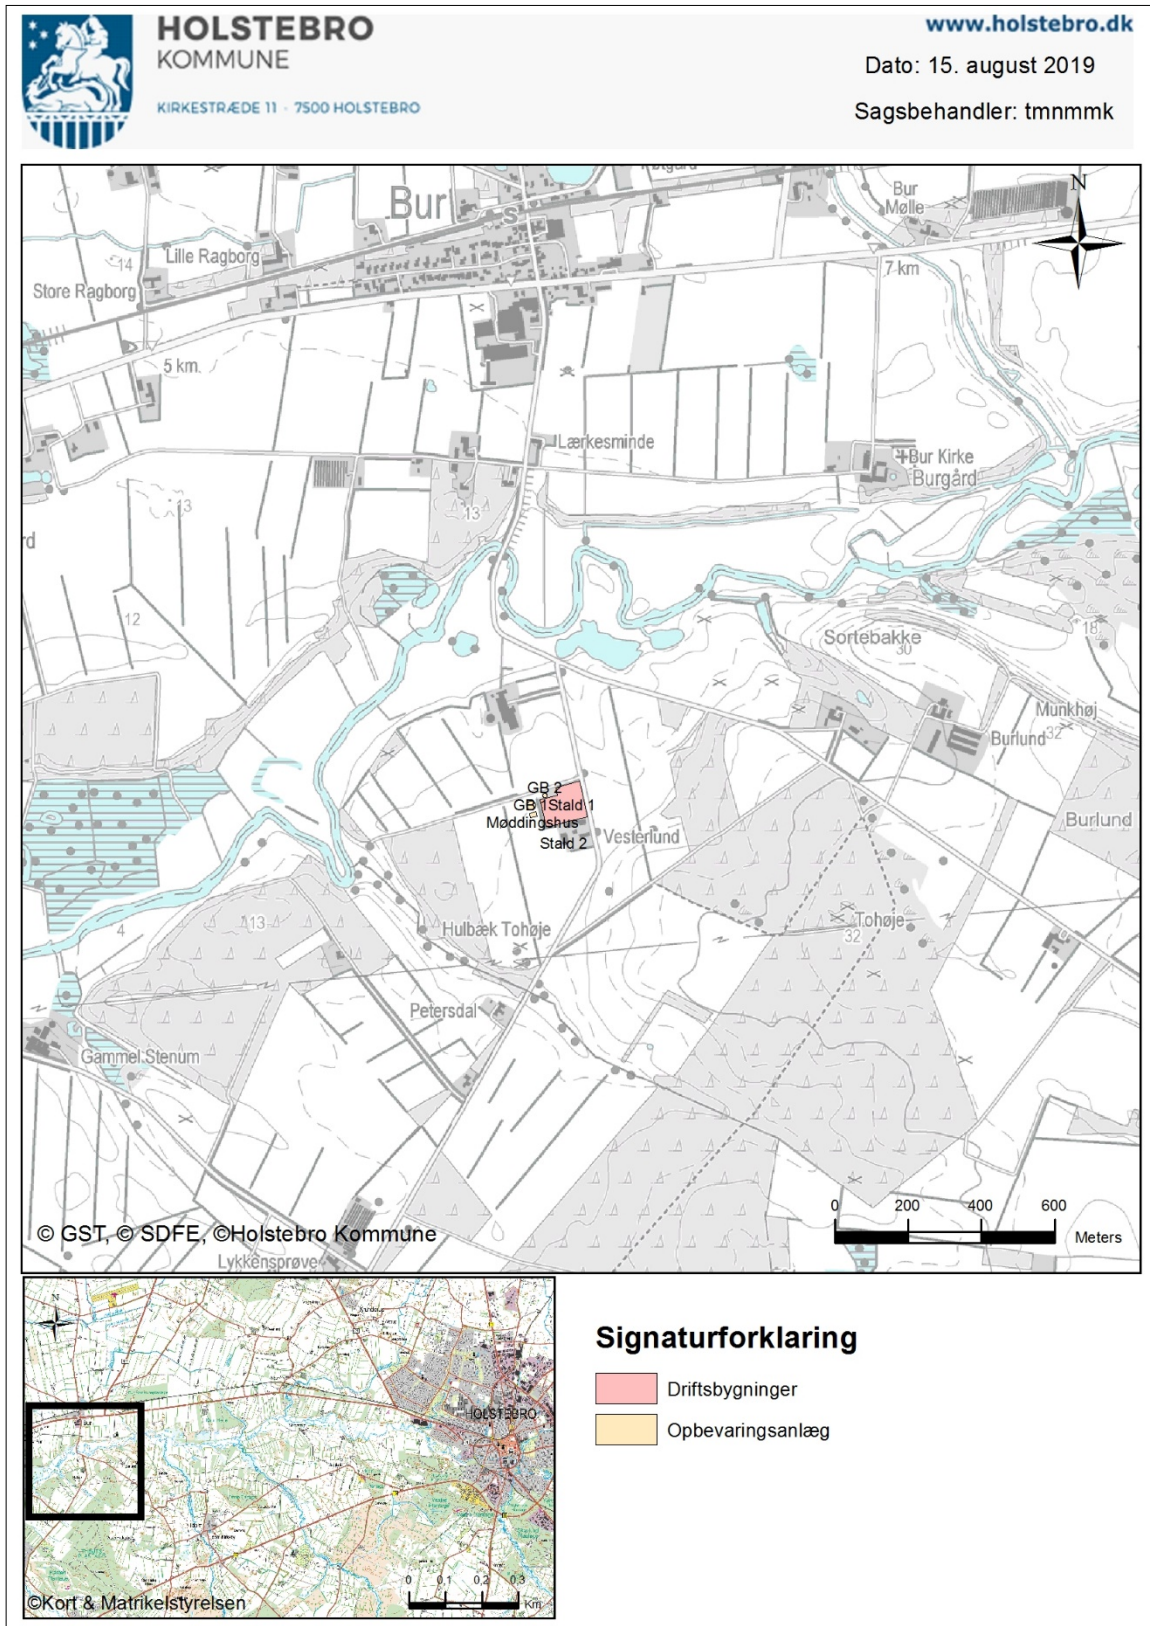 HOLSTEBRO
KOMMUNE
KIRKESTRÆDE 11 - 7500 HOLSTEBRO
www.holstebro.dk
Dato: 15. august 2019
Sagsbehandler: tmnmmk
N
Bur
S
Bur
Mølle
Lille Ragborg
14
Store Ragborg
7 km
5 km.
Lærkesminde
Bur Kirke
Burgård
13
13
rd
12
18
Sortebakke
30
Munkhøj
32
Burlund
GB 2
GB 1 Stald 1
Møddingshus
Stald 2
Vesterlund
Burlund
Tohøje
32
13
4
Hulbæk Tohøje
Petersdal
Gammel Stenum
0 200 400 600
Meters
© GST, © SDFE, ©Holstebro Kommune
Lykkensprøve
N
HOLSTEBRO
0 0,1 0,2 0,3
Km
©Kort & Matrikelstyrelsen
Signaturforklaring
Driftsbygninger
Opbevaringsanlæg